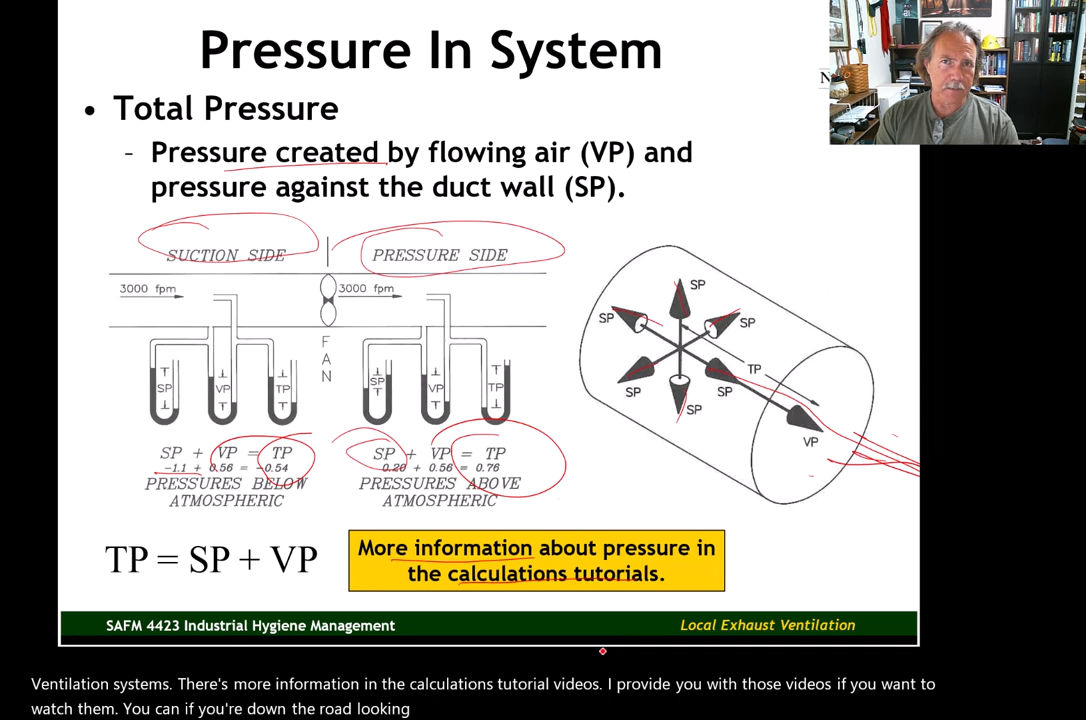 Pressure In System
• Total Pressure
- Pressure created by flowing air (VP) and
pressure against the duct wall (SP).
SUCTION SIDE
PRESSURE SIDE
3000 fpm
3000 fpm
FAN
SP VP TP
SP VP TP
SP + VP = TP
-1.1 + 0.56 = -0.54
PRESSURES BELOW
ATMOSPHERIC
SP + VP = TP
0.20 + 0.56 = 0.76
PRESSURES ABOVE
ATMOSPHERIC
SP
SP
SP
SP
SP
SP
TP
VP
TP = SP + VP
More information about pressure in
the calculations tutorials.
SAFM 4423 Industrial Hygiene Management
Local Exhaust Ventilation
N
Ventilation systems. There's more information in the calculations tutorial videos. I provide you with those videos if you want to
watch them. You can if you're down the road looking